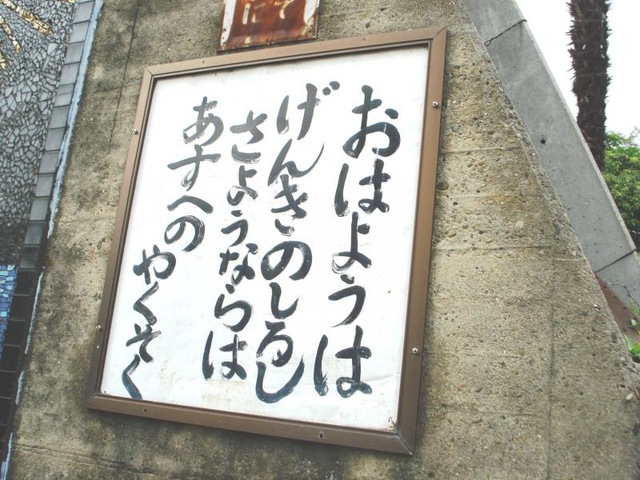 おはようは
げんきのしるし
さようならは
あすへの やくそく